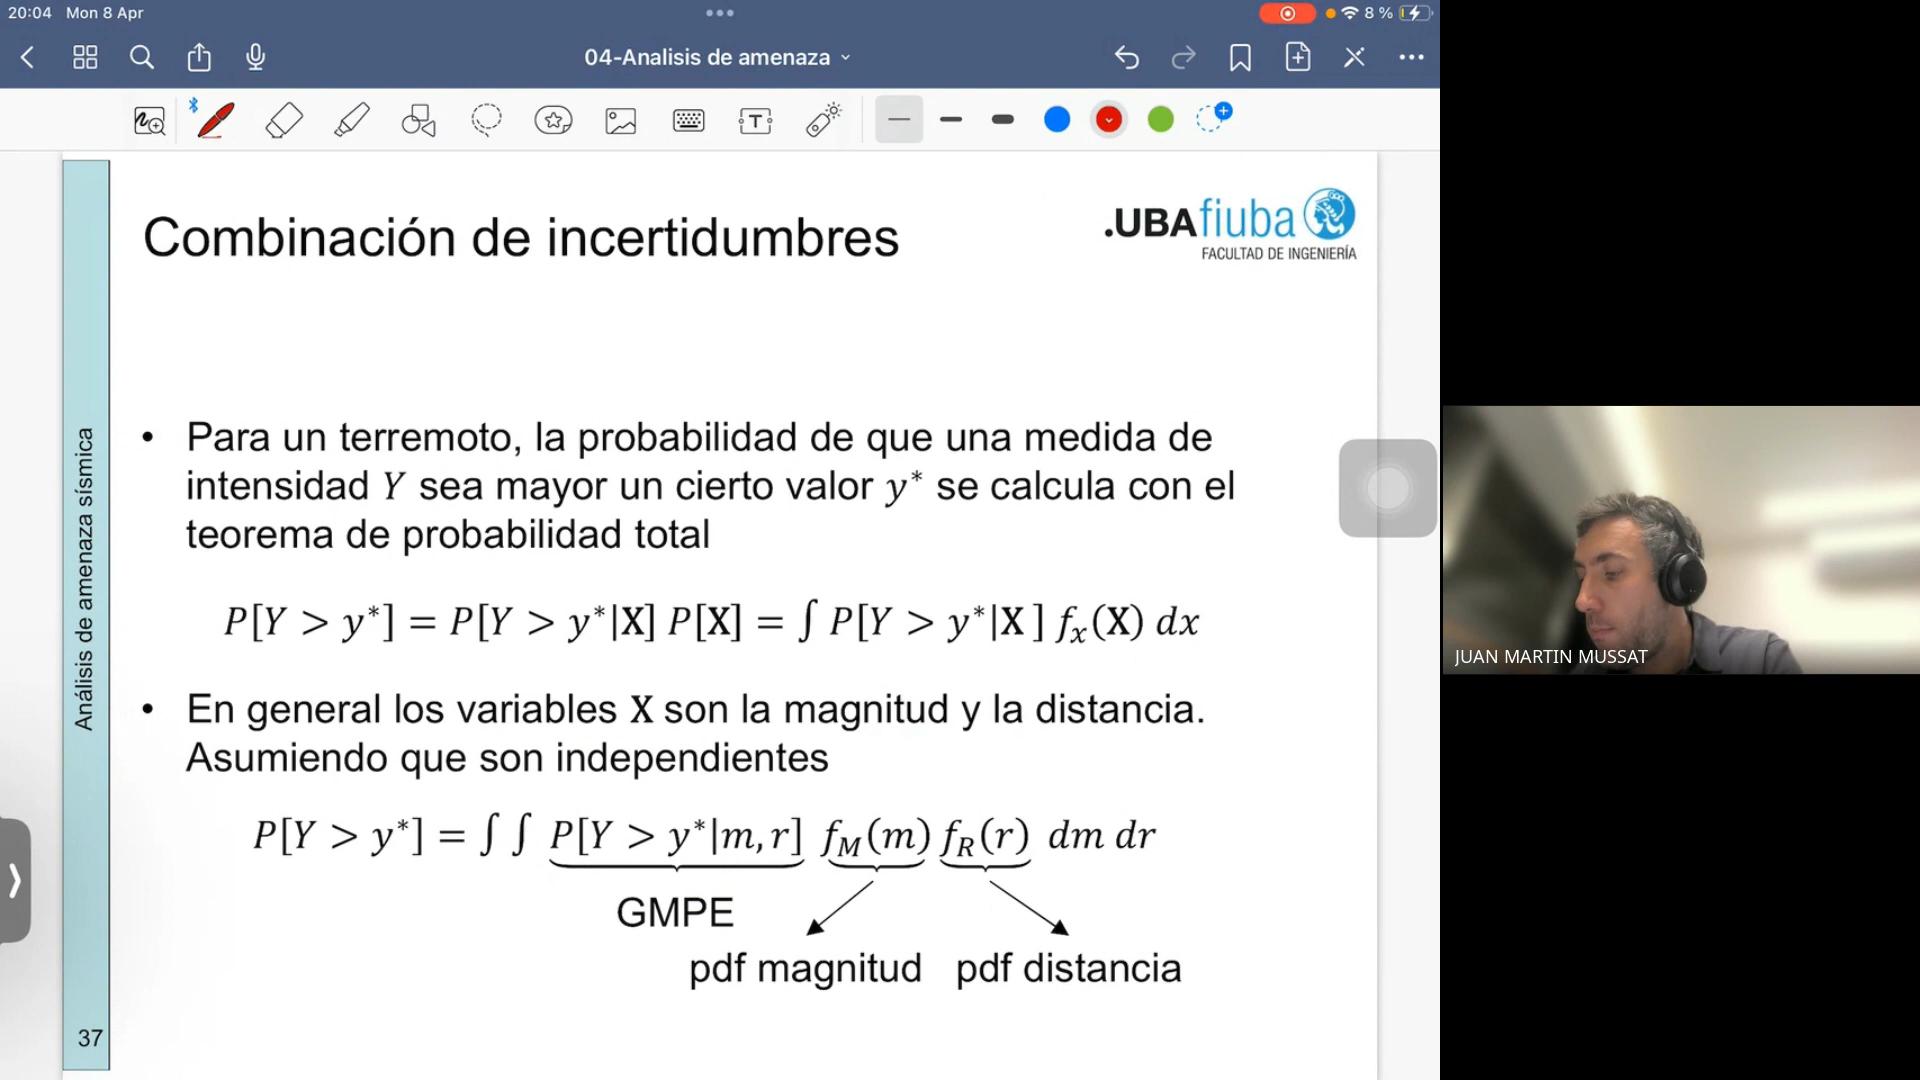 20:04 Mon 8 Apr
8 %
04-Analisis de amenaza
T
Combinación de incertidumbres
.UBAfiuba
FACULTAD DE INGENIERÍA
Análisis de amenaza sísmica
• Para un terremoto, la probabilidad de que una medida de
intensidad Y sea mayor un cierto valor y* se calcula con el
teorema de probabilidad total
P[Y > y*] = P[Y > y*|X] P[X] = ∫ P[Y > y*|X ] fₓ(X) dx
• En general los variables X son la magnitud y la distancia.
Asumiendo que son independientes
P[Y > y*] = ∫ ∫ P[Y > y*|m, r] f_M(m) f_R(r) dm dr
GMPE
pdf magnitud pdf distancia
37
JUAN MARTIN MUSSAT